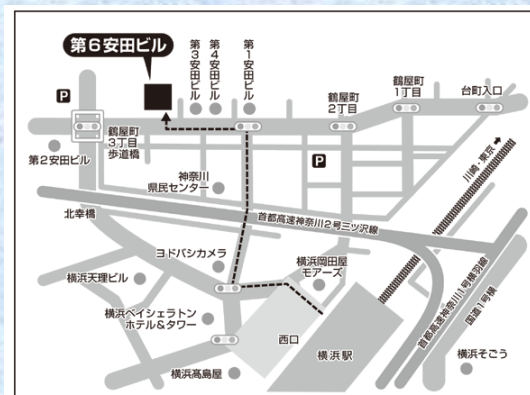 第6安田ビル
第3安田ビル
第4安田ビル
第1安田ビル
鶴屋町
2丁目
鶴屋町
1丁目
台町入口
P
鶴屋町
3丁目
歩道橋
第2安田ビル
P
川崎・東京
神奈川
県民センター
北幸橋
首都高速神奈川2号三ツ沢線
ヨドバシカメラ
横浜岡田屋
モアーズ
横浜天理ビル
首都高速神奈川1号横羽線
国道1号横
横浜ベイシェラトン
ホテル&タワー
西口
横浜駅
横浜そごう
横浜高島屋